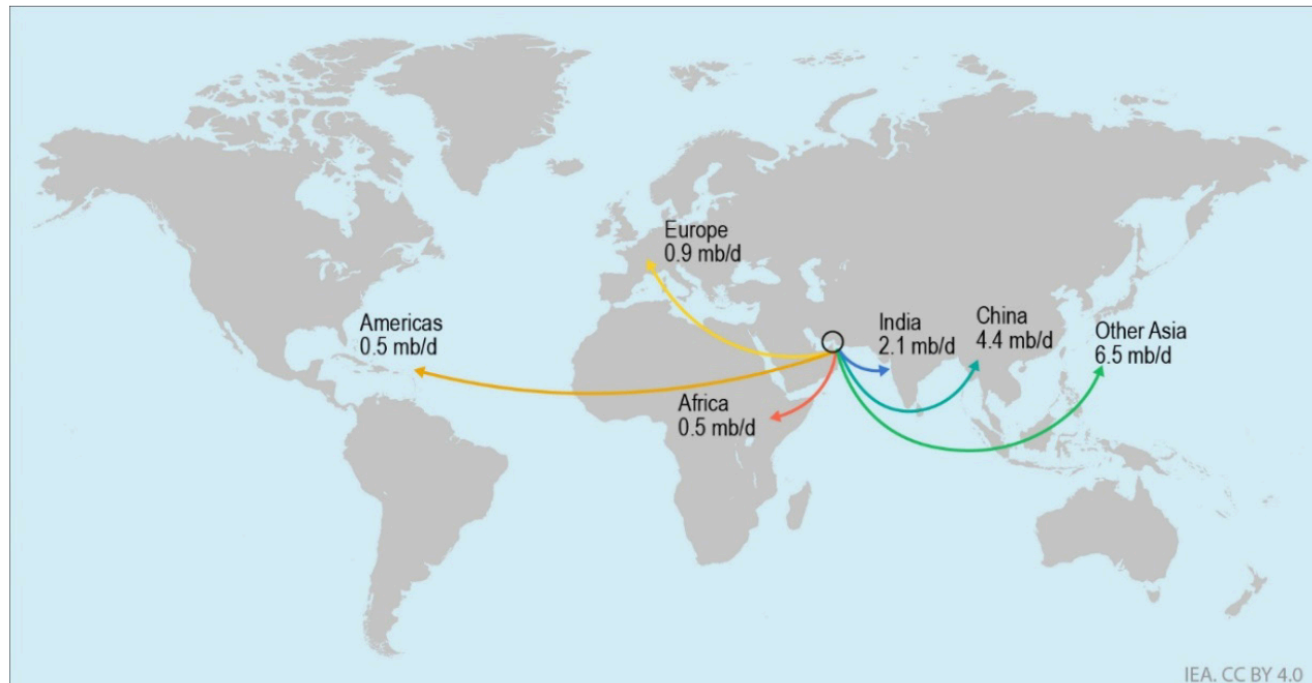 Europe
0.9 mb/d
Americas
0.5 mb/d
Africa
0.5 mb/d
India
2.1 mb/d
China
4.4 mb/d
Other Asia
6.5 mb/d
IEA. CC BY 4.0